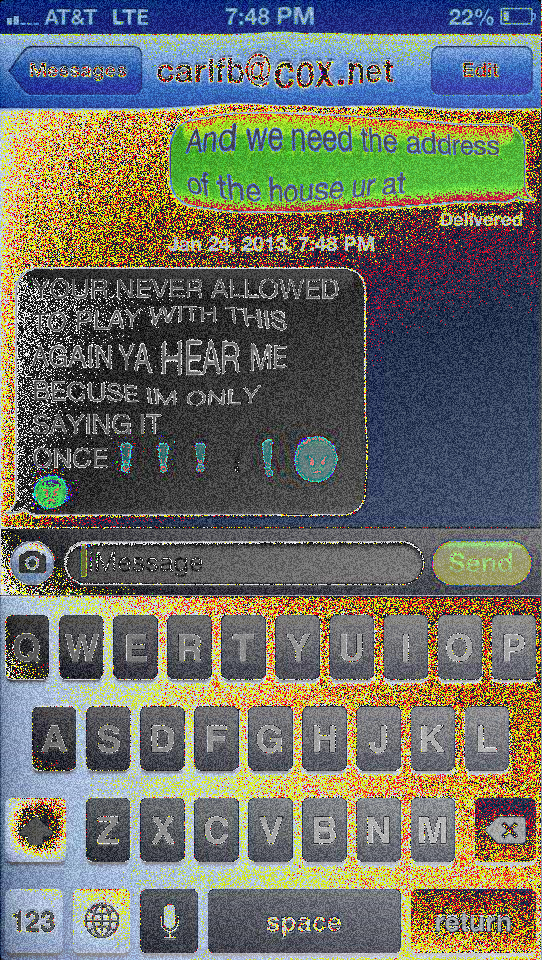 AT&T LTE 7:48 PM 22%
Messages carifb@cox.net Edit
And we need the address
of the house ur at
Delivered
Jan 24, 2013, 7:48 PM
YOUR NEVER ALLOWED
TO PLAY WITH THIS
AGAIN YA HEAR ME
BECUSE IM ONLY
SAYING IT
ONCE❗❗❗❗❗
Message Send
Q W E R T Y U I O P
A S D F G H J K L
Z X C V B N M
123 space return